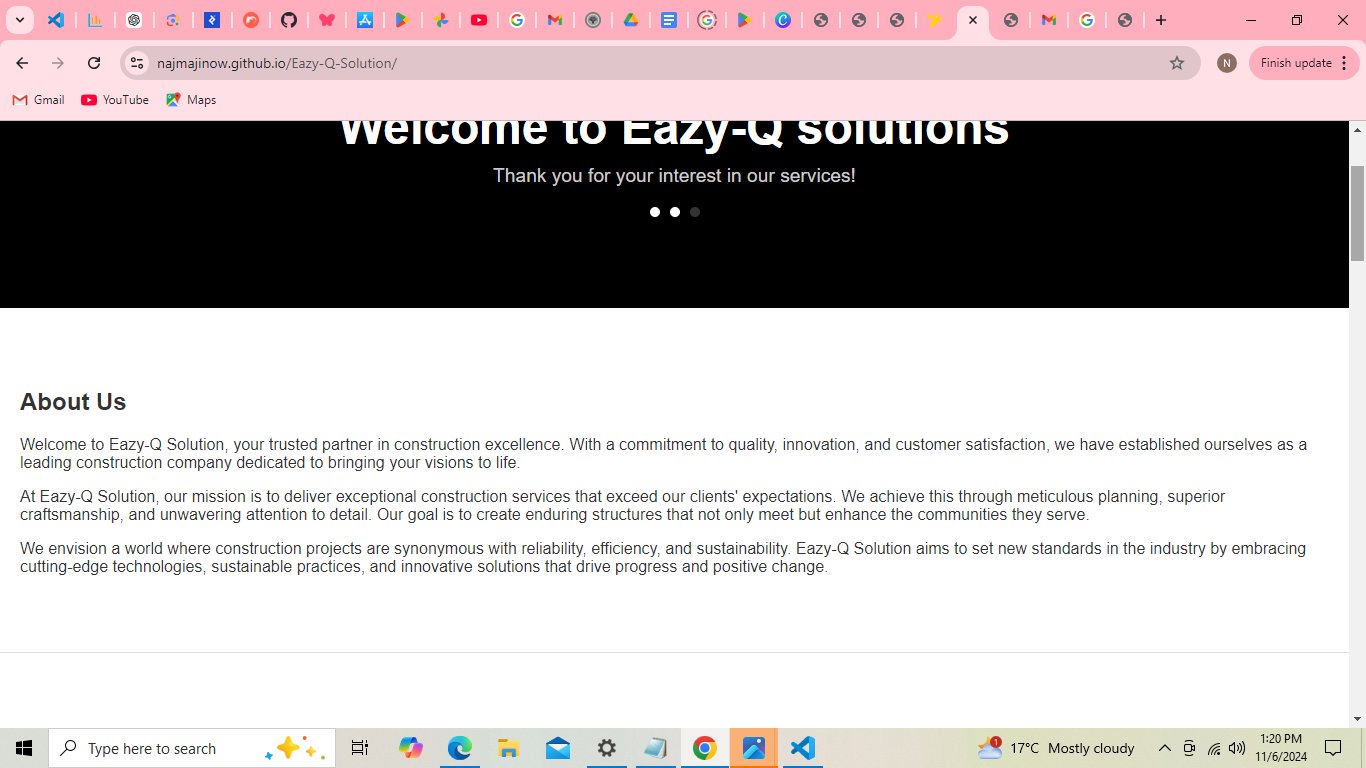 najmajinow.github.io/Eazy-Q-Solution/
N
Finish update
Gmail
YouTube
Maps
Welcome to Eazy-Q solutions
Thank you for your interest in our services!
About Us
Welcome to Eazy-Q Solution, your trusted partner in construction excellence. With a commitment to quality, innovation, and customer satisfaction, we have established ourselves as a
leading construction company dedicated to bringing your visions to life.
At Eazy-Q Solution, our mission is to deliver exceptional construction services that exceed our clients' expectations. We achieve this through meticulous planning, superior
craftsmanship, and unwavering attention to detail. Our goal is to create enduring structures that not only meet but enhance the communities they serve.
We envision a world where construction projects are synonymous with reliability, efficiency, and sustainability. Eazy-Q Solution aims to set new standards in the industry by embracing
cutting-edge technologies, sustainable practices, and innovative solutions that drive progress and positive change.
Type here to search
1
17°C Mostly cloudy
1:20 PM
11/6/2024